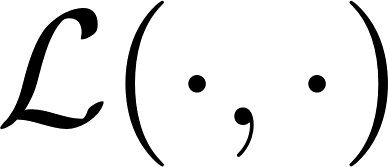 ℒ(·, ·)